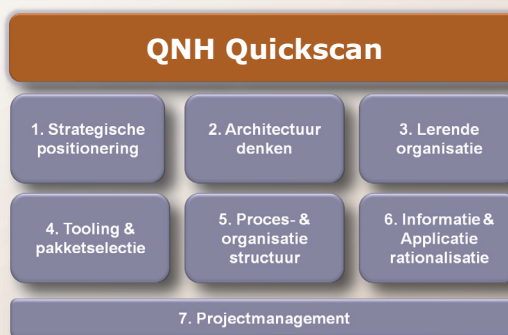 QNH Quickscan
1. Strategische
positionering
2. Architectuur
denken
3. Lerende
organisatie
4. Tooling &
pakketselectie
5. Proces- &
organisatie
structuur
6. Informatie &
Applicatie
rationalisatie
7. Projectmanagement